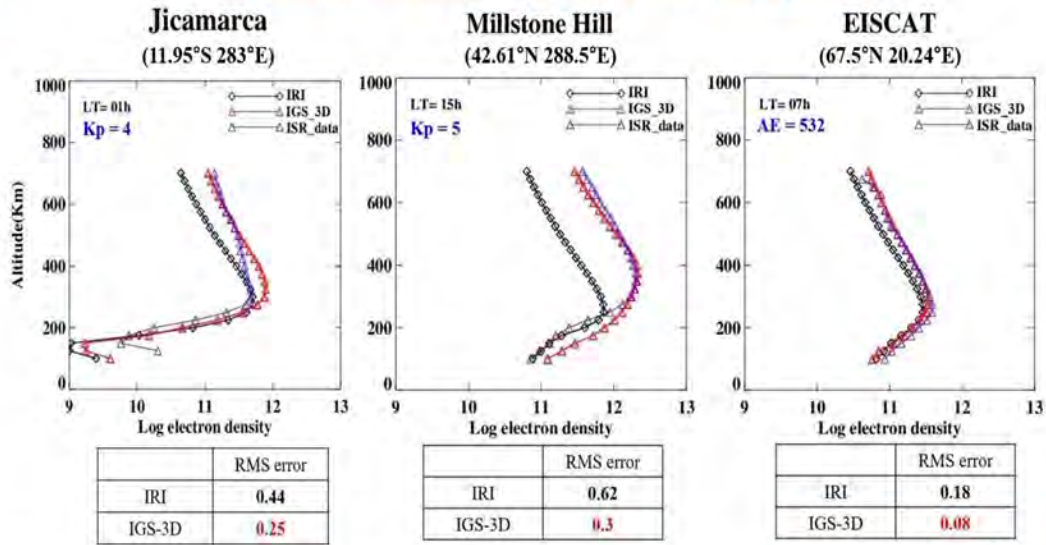 Jicamarca
(11.95°S 283°E)
1000
800
600
400
200
0
Altitude(Km)
LT= 01h
Kp = 4
IRI
IGS_3D
ISR_data
9 10 11 12 13
Log electron density
RMS error
IRI 0.44
IGS-3D 0.25
Millstone Hill
(42.61°N 288.5°E)
1000
800
600
400
200
0
LT= 15h
Kp = 5
IRI
IGS_3D
ISR_data
9 10 11 12 13
Log electron density
RMS error
IRI 0.62
IGS-3D 0.3
EISCAT
(67.5°N 20.24°E)
1000
800
600
400
200
0
LT= 07h
AE = 532
IRI
IGS_3D
ISR_data
9 10 11 12 13
Log electron density
RMS error
IRI 0.18
IGS-3D 0.08